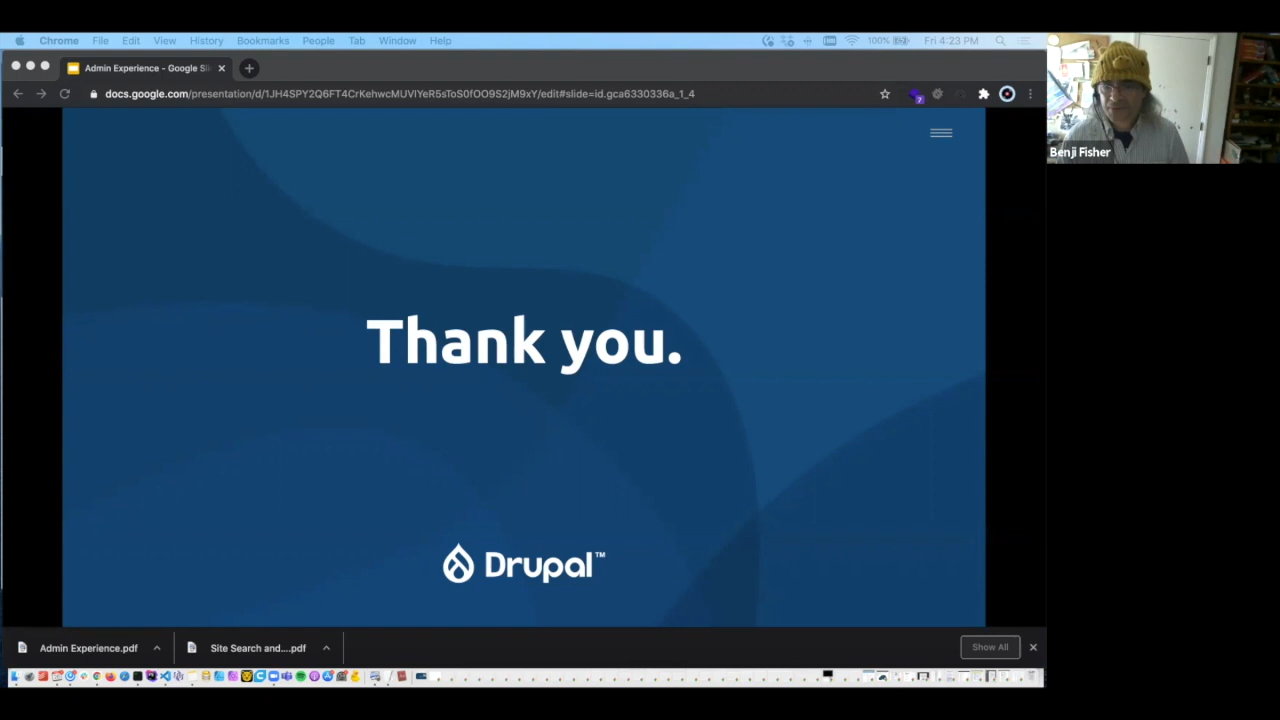 Chrome File Edit View History Bookmarks People Tab Window Help 100% Fri 4:23 PM
Admin Experience - Google Sli
docs.google.com/presentation/d/1JH4SPY2Q6FT4CrKehwcMUVIYeR5sToS0fOO9S2jM9xY/edit#slide=id.gca6330336a_1_4
7
Benji Fisher
Thank you.
Drupal™
Admin Experience.pdf
Site Search and....pdf
Show All